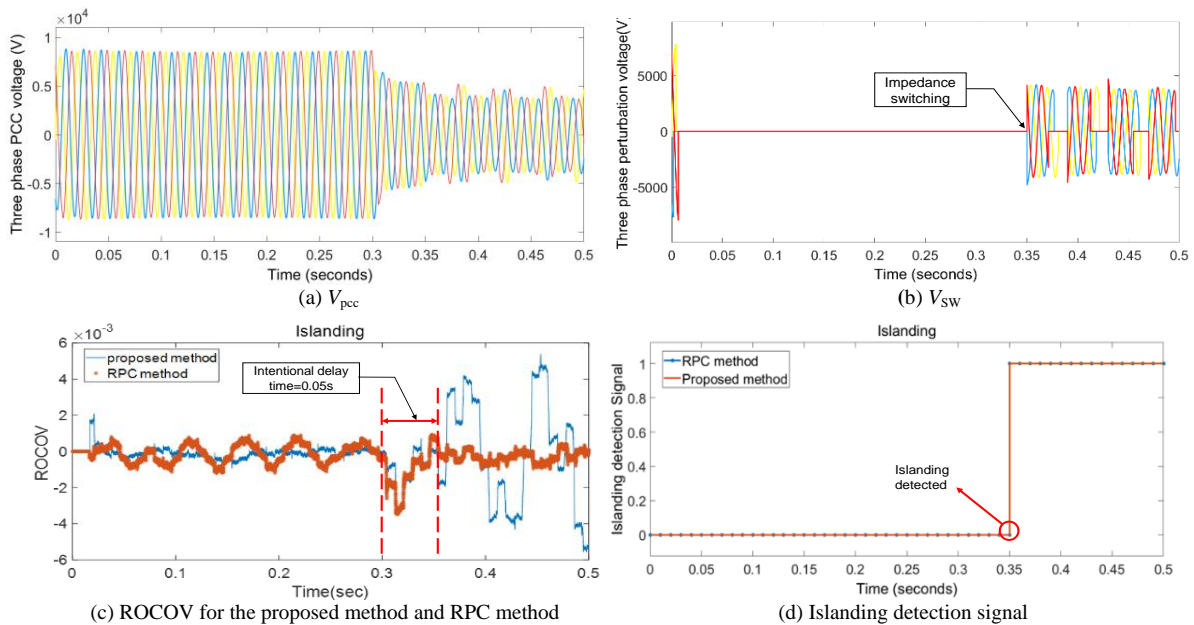 ×10⁴
Three phase PCC voltage (V)
1
0.5
0
-0.5
-1
0 0.05 0.1 0.15 0.2 0.25 0.3 0.35 0.4 0.45 0.5
Time (seconds)
(a) Vpcc
Three phase perturbation voltage(V)
5000
0
-5000
Impedance
switching
0 0.05 0.1 0.15 0.2 0.25 0.3 0.35 0.4 0.45 0.5
Time (seconds)
(b) VSW
Islanding
×10⁻³
ROCOV
6
4
2
0
-2
-4
-6
proposed method
RPC method
Intentional delay
time=0.05s
0 0.1 0.2 0.3 0.4 0.5
Time(sec)
(c) ROCOV for the proposed method and RPC method
Islanding
Islanding detection Signal
1
0.8
0.6
0.4
0.2
0
RPC method
Proposed method
Islanding
detected
0 0.05 0.1 0.15 0.2 0.25 0.3 0.35 0.4 0.45 0.5
Time (seconds)
(d) Islanding detection signal